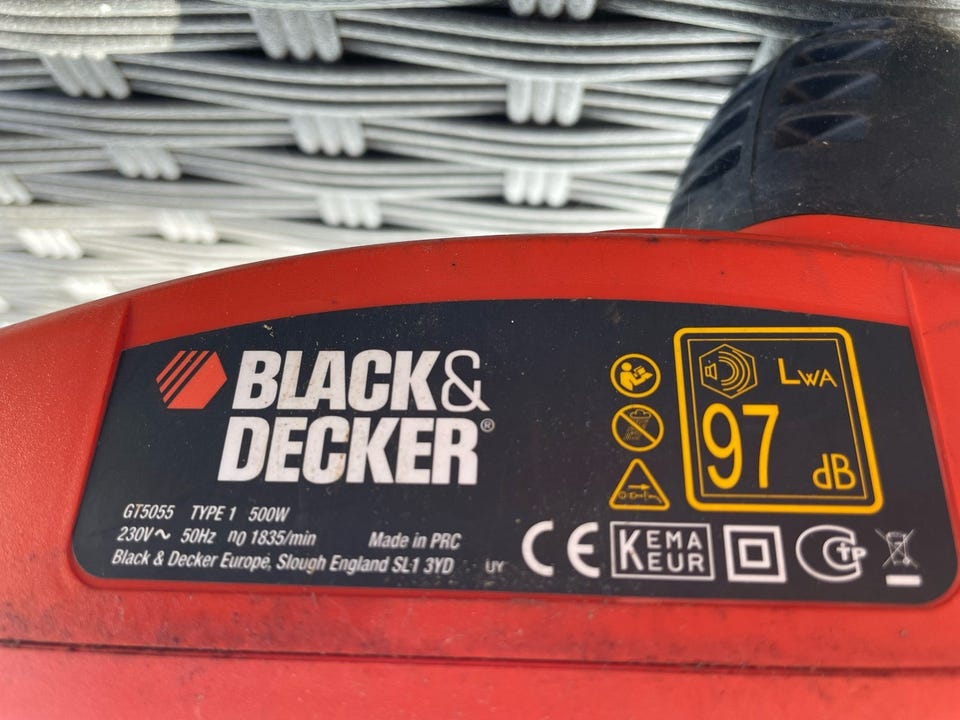 BLACK&
DECKER®
GT5055 TYPE 1 500W
230V~ 50Hz n0 1835/min Made in PRC
Black & Decker Europe, Slough England SL1 3YD UY
LWA
97
dB
CE
KEMA
KEUR